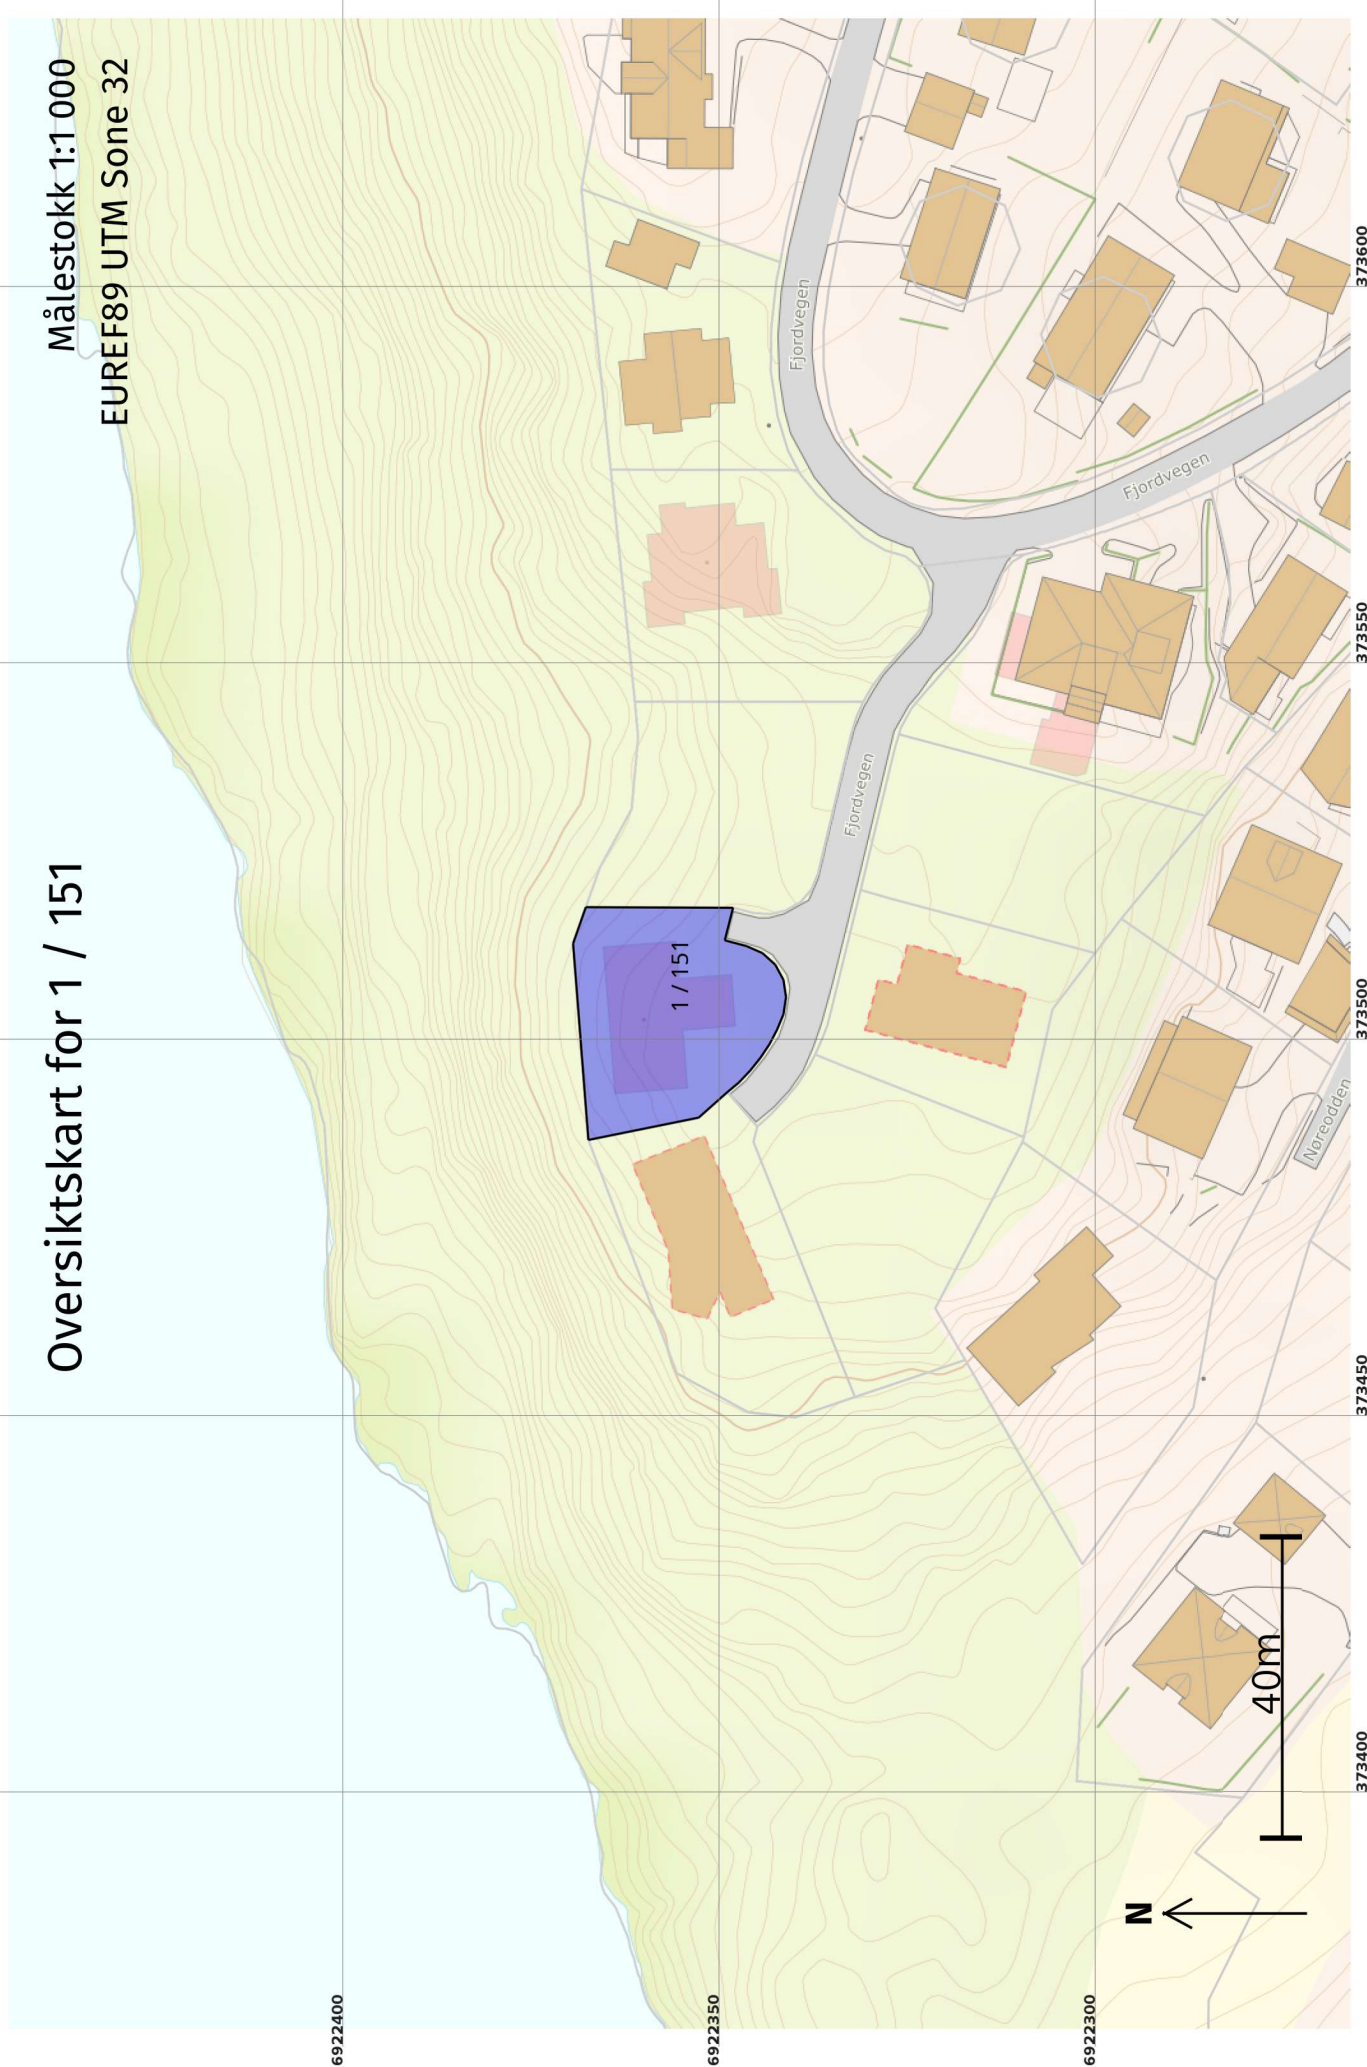 Oversiktskart for 1 / 151
Målestokk 1:1 000
EUREF89 UTM Sone 32
6922400
6922350
6922300
1 / 151
Fjordvegen
Fjordvegen
Fjordvegen
Nøreodden
N
40m
373400
373450
373500
373550
373600